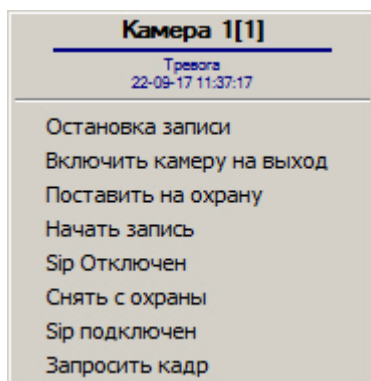 Камера 1[1]
Тревога
22-09-17 11:37:17
Остановка записи
Включить камеру на выход
Поставить на охрану
Начать запись
Sip Отключен
Снять с охраны
Sip подключен
Запросить кадр